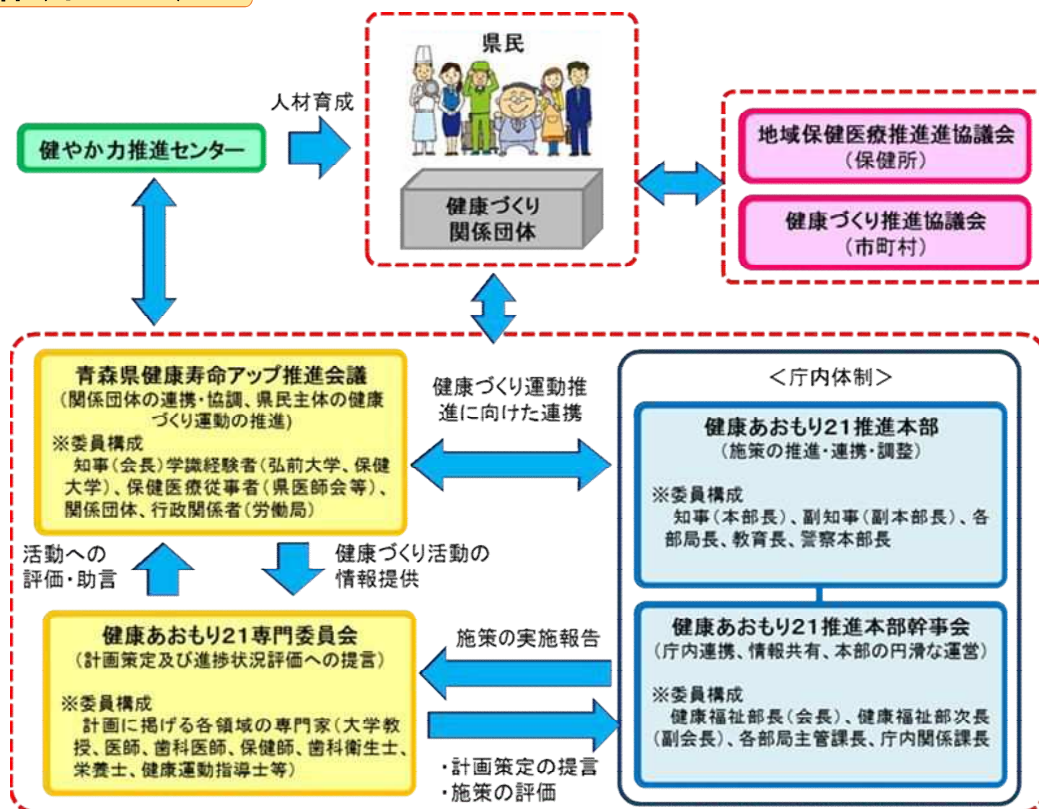 県民
人材育成
健やか力推進センター
健康づくり
関係団体
地域保健医療推進進協議会
(保健所)
健康づくり推進協議会
(市町村)
青森県健康寿命アップ推進会議
(関係団体の連携・協調、県民主体の健康
づくり運動の推進)
※委員構成
知事(会長)学識経験者(弘前大学、保健
大学)、保健医療従事者(県医師会等)、
関係団体、行政関係者(労働局)
健康づくり運動推
進に向けた連携
<庁内体制>
健康あおもり21推進本部
(施策の推進・連携・調整)
※委員構成
知事(本部長)、副知事(副本部長)、各
部局長、教育長、警察本部長
活動への
評価・助言
健康づくり活動の
情報提供
健康あおもり21専門委員会
(計画策定及び進捗状況評価への提言)
※委員構成
計画に掲げる各領域の専門家(大学教
授、医師、歯科医師、保健師、歯科衛生士、
栄養士、健康運動指導士等)
施策の実施報告
・計画策定の提言
・施策の評価
健康あおもり21推進本部幹事会
(庁内連携、情報共有、本部の円滑な運営)
※委員構成
健康福祉部長(会長)、健康福祉部次長
(副会長)、各部局主管課長、庁内関係課長